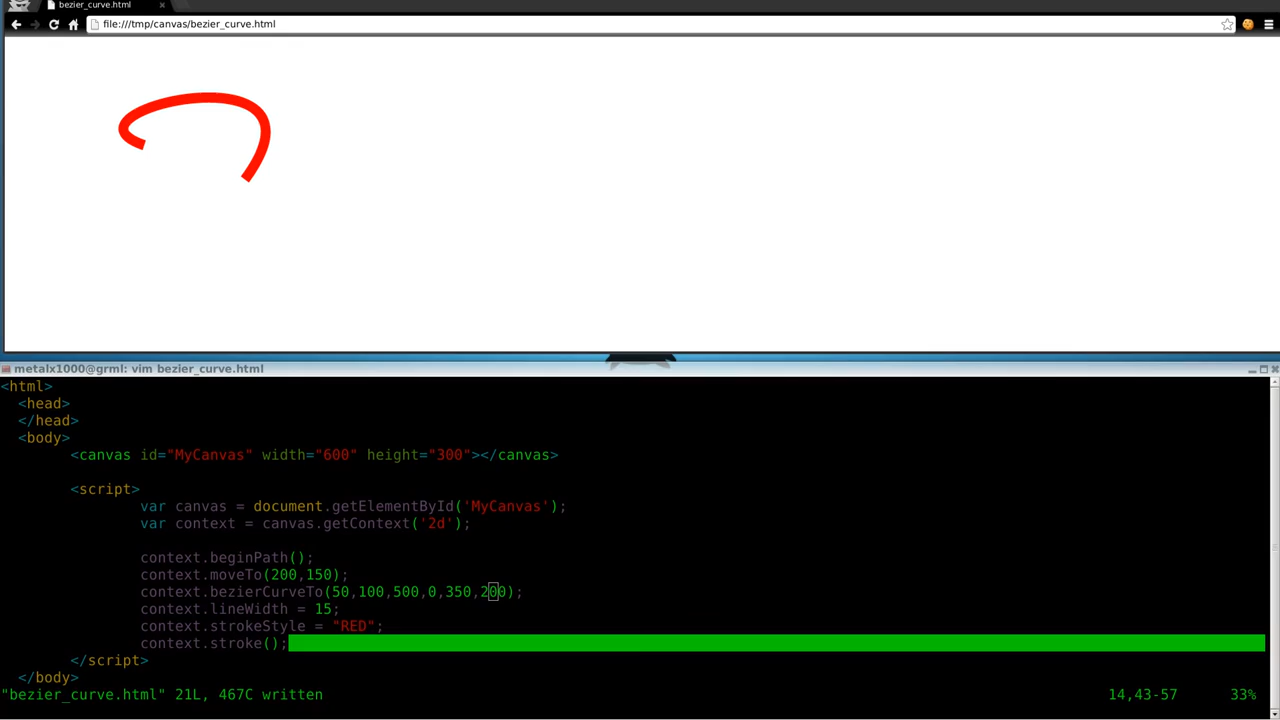 bezier_curve.html
file:///tmp/canvas/bezier_curve.html
metalx1000@grml: vim bezier_curve.html
<html>
<head>
</head>
<body>
<canvas id="MyCanvas" width="600" height="300"></canvas>
<script>
var canvas = document.getElementById('MyCanvas');
var context = canvas.getContext('2d');
context.beginPath();
context.moveTo(200,150);
context.bezierCurveTo(50,100,500,0,350,200);
context.lineWidth = 15;
context.strokeStyle = "RED";
context.stroke();
</script>
</body>
"bezier_curve.html" 21L, 467C written 14,43-57 33%